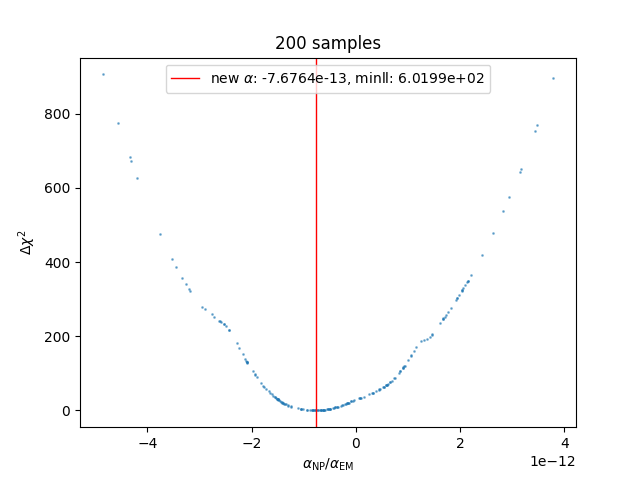 200 samples
new α: -7.6764e-13, minll: 6.0199e+02
Δχ²
800
600
400
200
0
−4
−2
0
2
4
1e−12
α_NP/α_EM